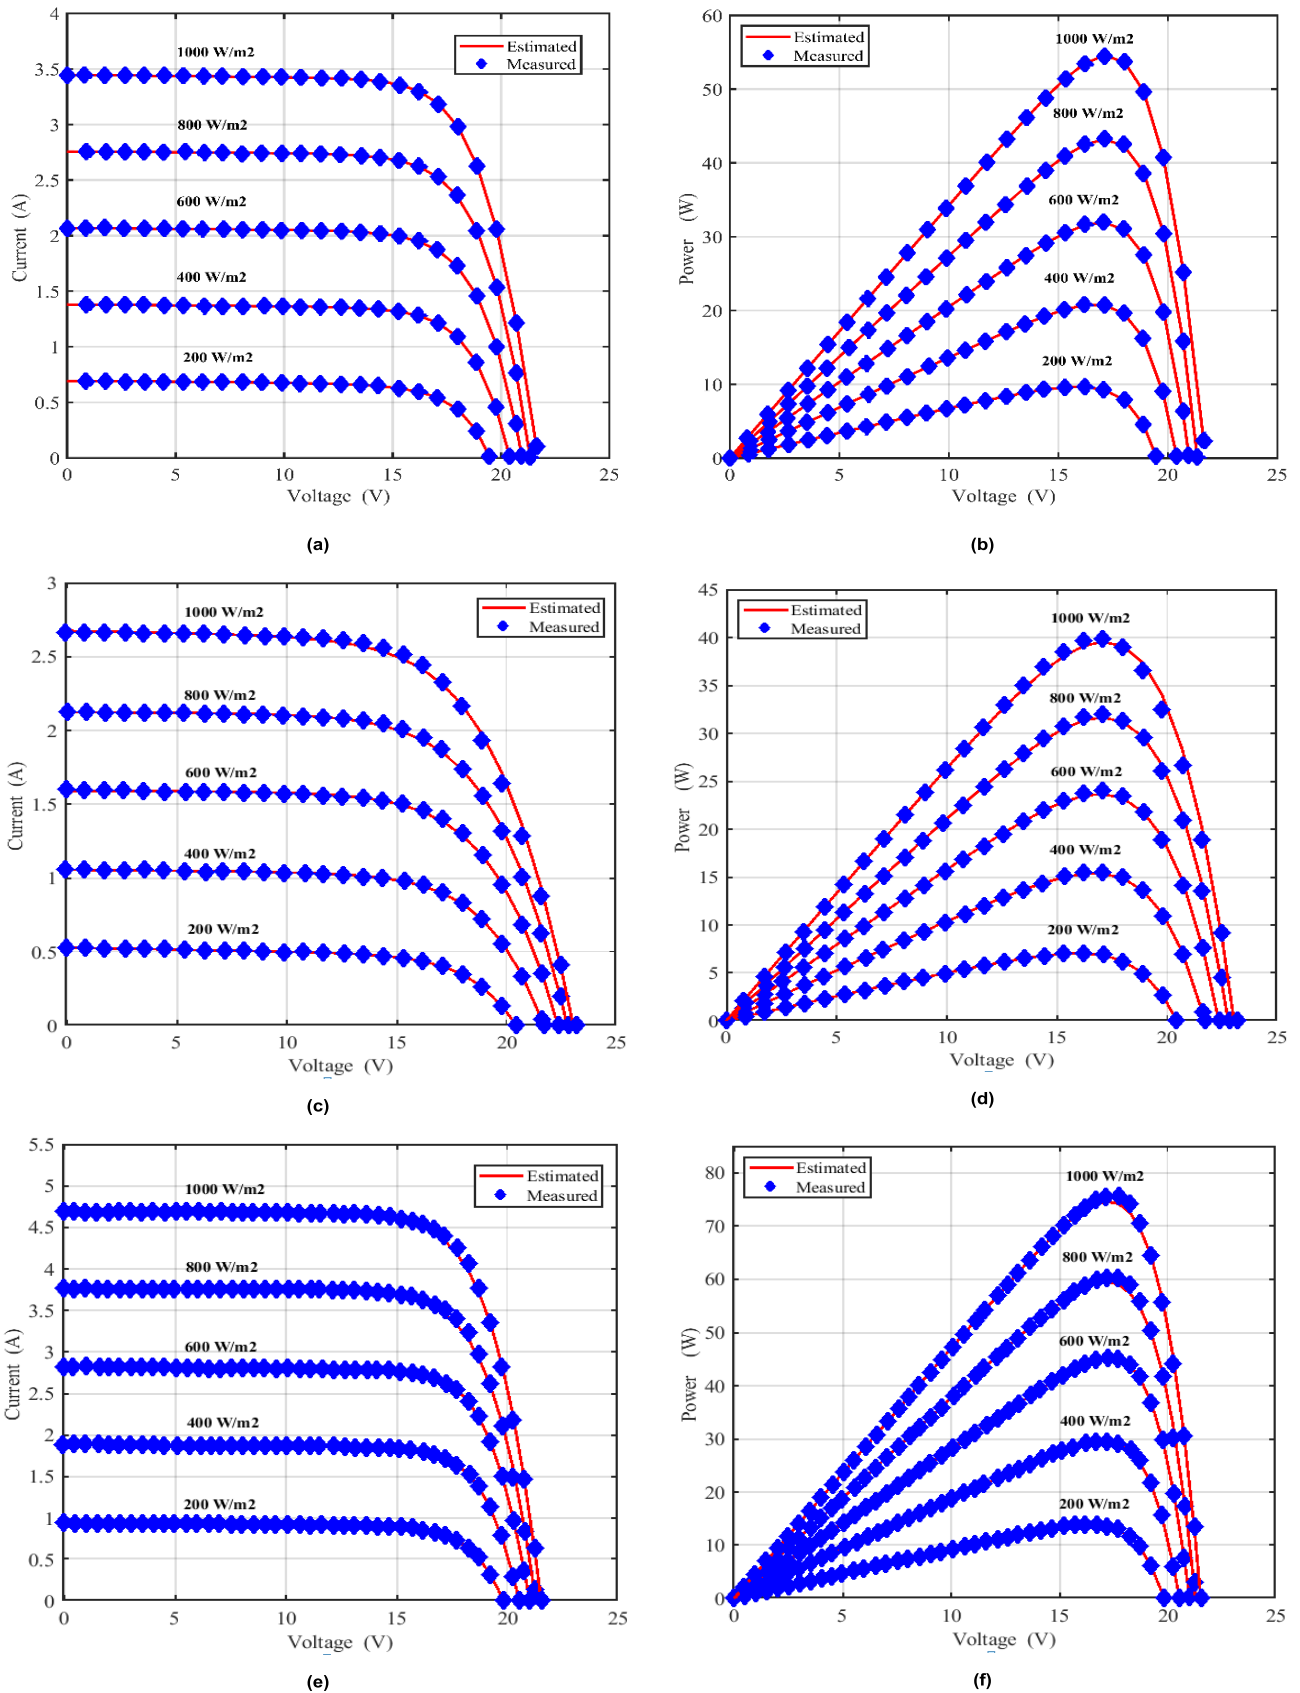 4
3.5
3
2.5
2
1.5
1
0.5
0
0
5
10
15
20
25
Current (A)
Voltage (V)
Estimated
Measured
1000 W/m2
800 W/m2
600 W/m2
400 W/m2
200 W/m2
(a)
60
50
40
30
20
10
0
0
5
10
15
20
25
Power (W)
Voltage (V)
Estimated
Measured
1000 W/m2
800 W/m2
600 W/m2
400 W/m2
200 W/m2
(b)
3
2.5
2
1.5
1
0.5
0
0
5
10
15
20
25
Current (A)
Voltage (V)
Estimated
Measured
1000 W/m2
800 W/m2
600 W/m2
400 W/m2
200 W/m2
(c)
45
40
35
30
25
20
15
10
5
0
0
5
10
15
20
25
Power (W)
Voltage (V)
Estimated
Measured
1000 W/m2
800 W/m2
600 W/m2
400 W/m2
200 W/m2
(d)
5.5
5
4.5
4
3.5
3
2.5
2
1.5
1
0.5
0
0
5
10
15
20
25
Current (A)
Voltage (V)
Estimated
Measured
1000 W/m2
800 W/m2
600 W/m2
400 W/m2
200 W/m2
(e)
80
70
60
50
40
30
20
10
0
0
5
10
15
20
25
Power (W)
Voltage (V)
Estimated
Measured
1000 W/m2
800 W/m2
600 W/m2
400 W/m2
200 W/m2
(f)